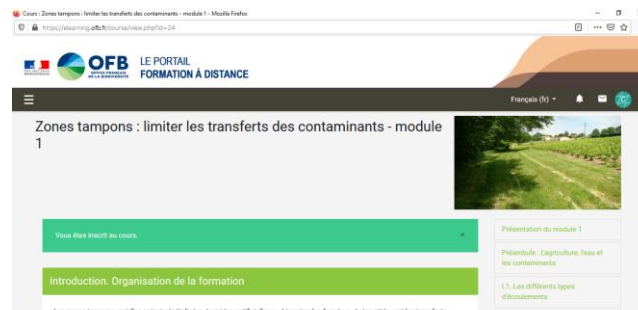 Cours : Zones tampons : limiter les transferts des contaminants - module 1 - Mozilla Firefox
https://elearning.ofb.fr/course/view.php?id=24
OFB
OFFICE FRANÇAIS
DE LA BIODIVERSITÉ
LE PORTAIL
FORMATION À DISTANCE
Français (fr)
Zones tampons : limiter les transferts des contaminants - module
1
Vous êtes inscrit au cours.
Présentation du module 1
Préambule : L'agriculture, l'eau et
les contaminants
Introduction. Organisation de la formation
L1. Les différents types
d'écoulements